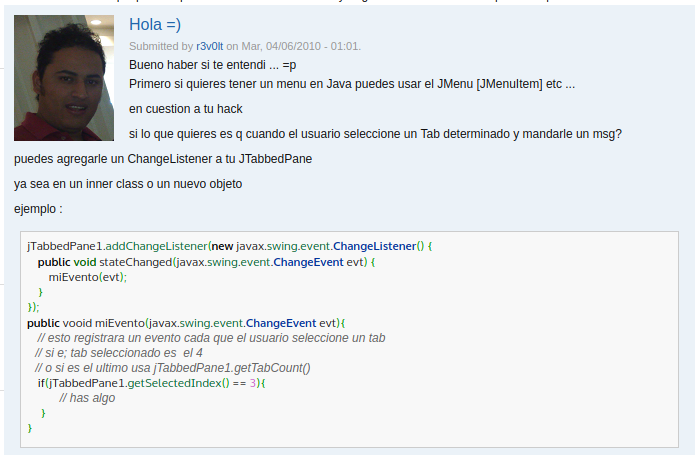 Hola =)
Submitted by r3v0lt on Mar, 04/06/2010 - 01:01.
Bueno haber si te entendi ... =p
Primero si quieres tener un menu en Java puedes usar el JMenu [JMenuItem] etc ...
en cuestion a tu hack
si lo que quieres es q cuando el usuario seleccione un Tab determinado y mandarle un msg?
puedes agregarle un ChangeListener a tu JTabbedPane
ya sea en un inner class o un nuevo objeto
ejemplo :
jTabbedPane1.addChangeListener(new javax.swing.event.ChangeListener() {
public void stateChanged(javax.swing.event.ChangeEvent evt) {
miEvento(evt);
}
});
public vooid miEvento(javax.swing.event.ChangeEvent evt){
// esto registrara un evento cada que el usuario seleccione un tab
// si e; tab seleccionado es  el 4
// o si es el ultimo usa jTabbedPane1.getTabCount()
if(jTabbedPane1.getSelectedIndex() == 3){
// has algo
}
}